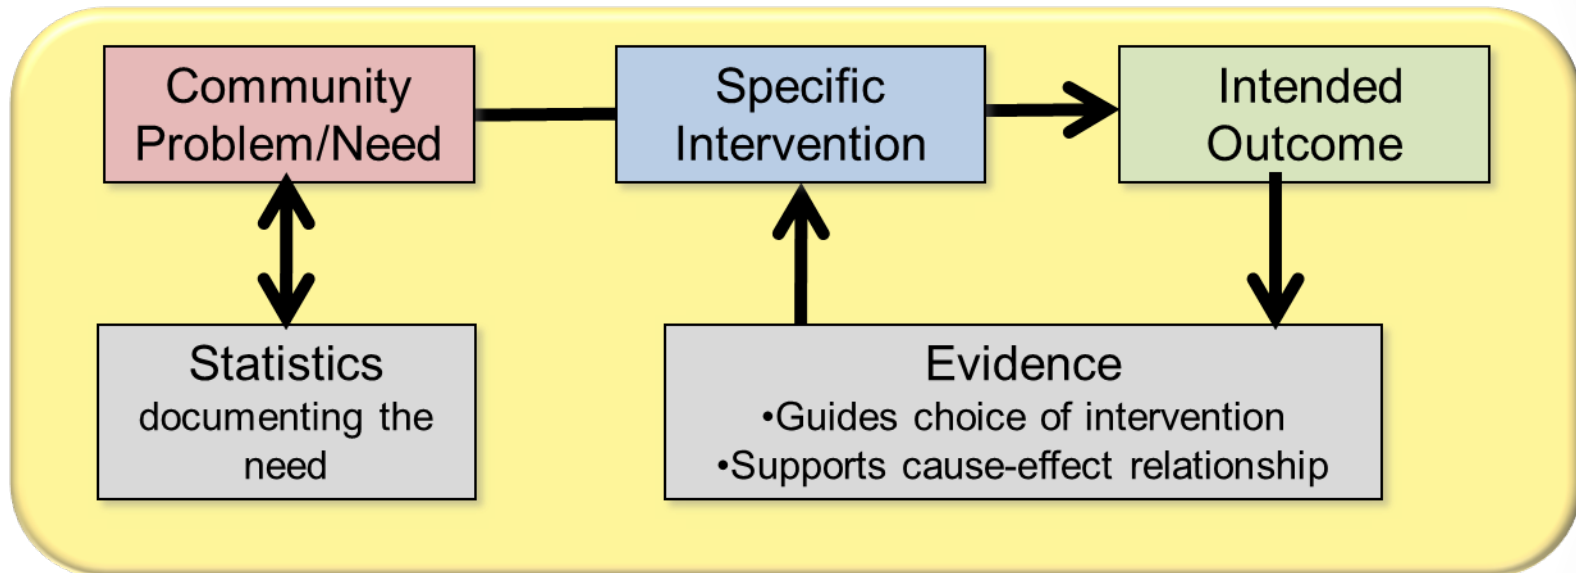 Community
Problem/Need
Specific
Intervention
Intended
Outcome
Statistics
documenting the
need
Evidence
•Guides choice of intervention
•Supports cause-effect relationship